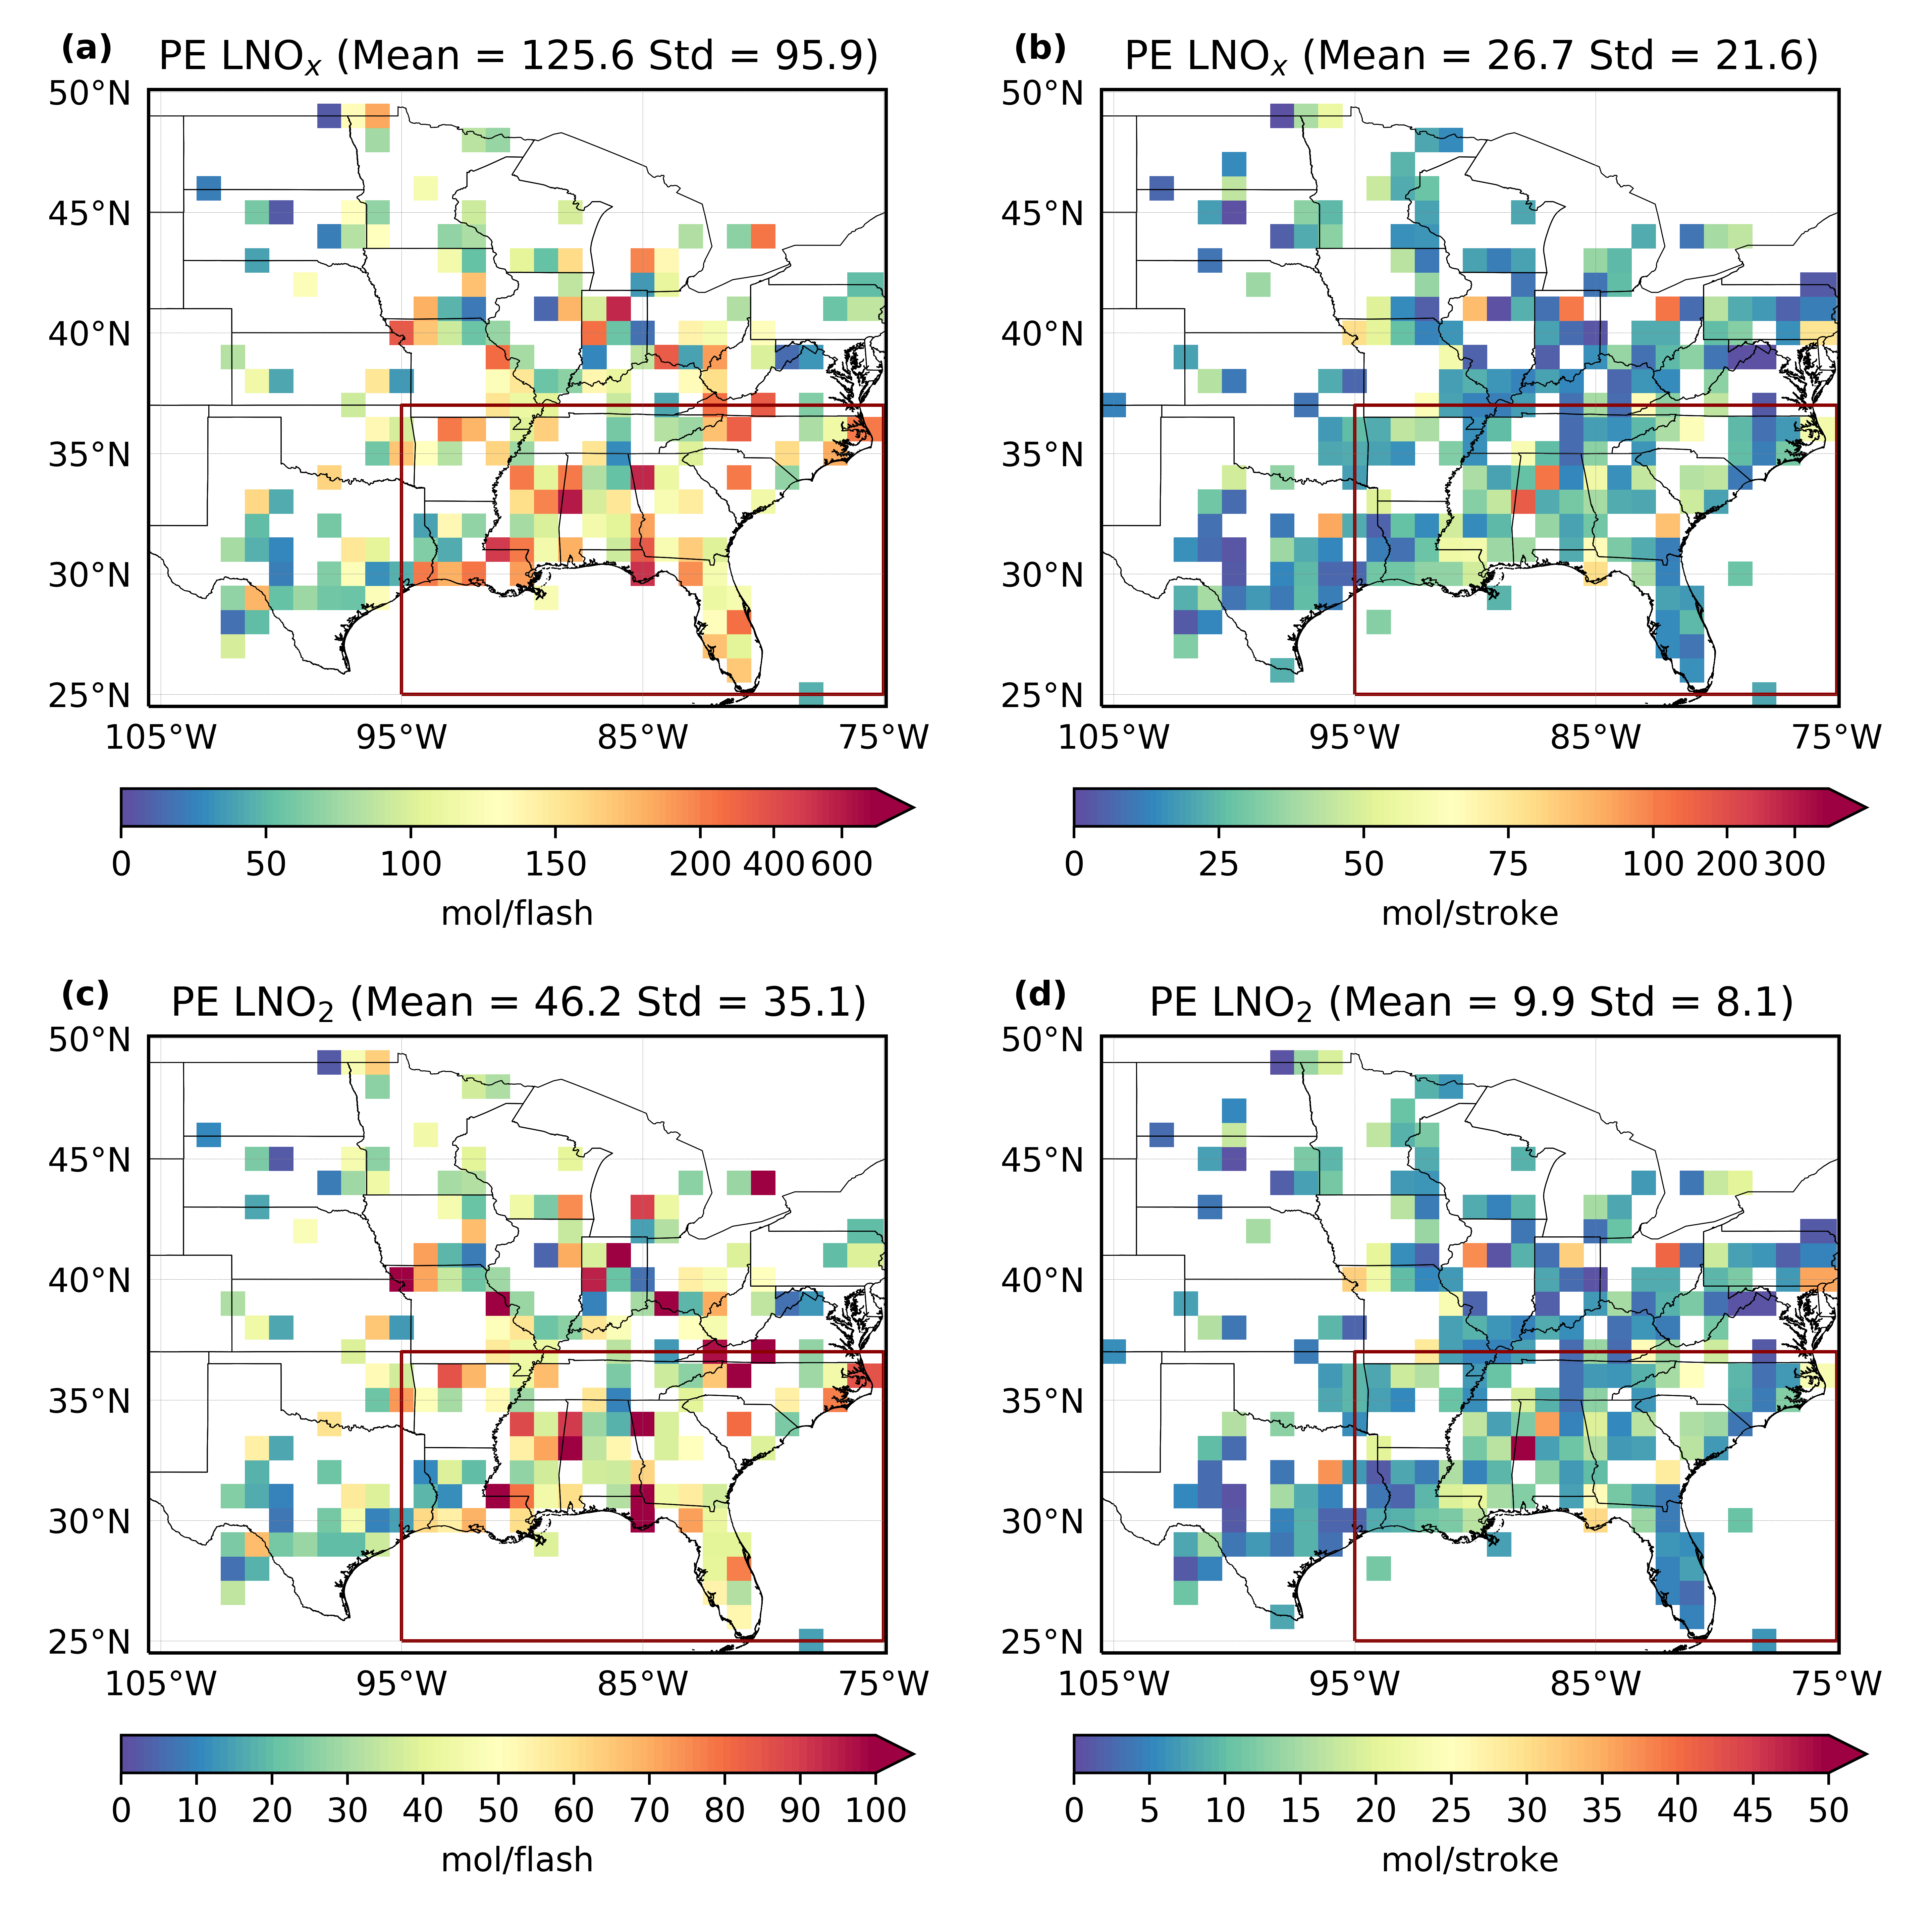 (a) PE LNOx (Mean = 125.6 Std = 95.9)
50°N
45°N
40°N
35°N
30°N
25°N
105°W 95°W 85°W 75°W
0 50 100 150 200 400 600
mol/flash
(b) PE LNOx (Mean = 26.7 Std = 21.6)
50°N
45°N
40°N
35°N
30°N
25°N
105°W 95°W 85°W 75°W
0 25 50 75 100 200 300
mol/stroke
(c) PE LNO2 (Mean = 46.2 Std = 35.1)
50°N
45°N
40°N
35°N
30°N
25°N
105°W 95°W 85°W 75°W
0 10 20 30 40 50 60 70 80 90 100
mol/flash
(d) PE LNO2 (Mean = 9.9 Std = 8.1)
50°N
45°N
40°N
35°N
30°N
25°N
105°W 95°W 85°W 75°W
0 5 10 15 20 25 30 35 40 45 50
mol/stroke